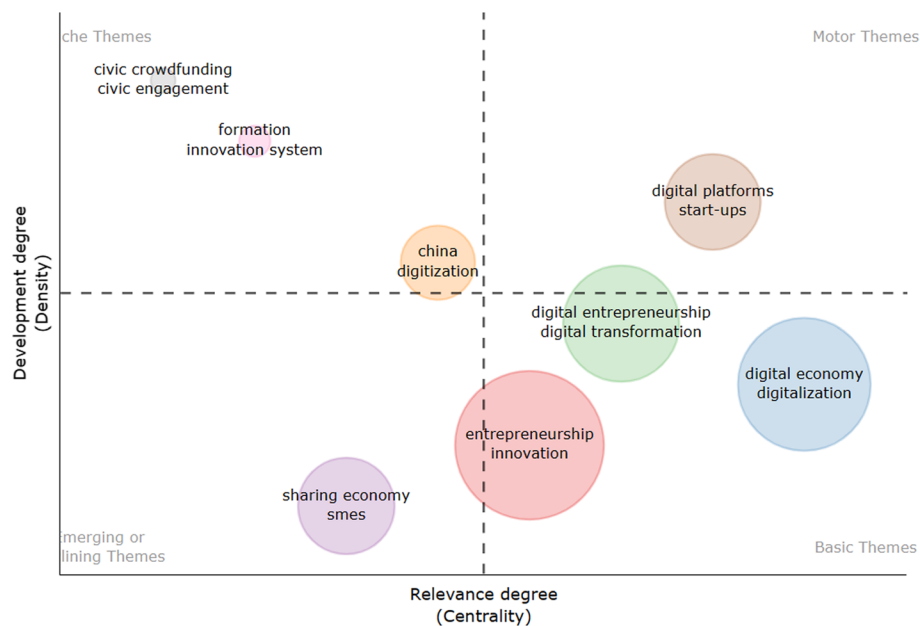 che Themes
Motor Themes
civic crowdfunding
civic engagement
formation
innovation system
digital platforms
start-ups
china
digitization
digital entrepreneurship
digital transformation
digital economy
digitalization
entrepreneurship
innovation
sharing economy
smes
Emerging or
lining Themes
Basic Themes
Development degree
(Density)
Relevance degree
(Centrality)